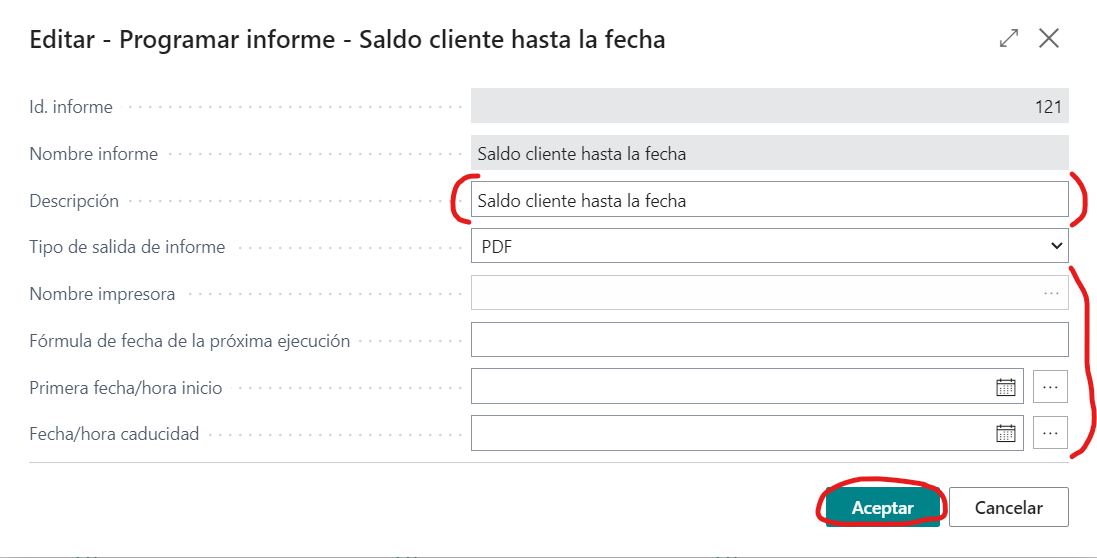 Editar - Programar informe - Saldo cliente hasta la fecha
Id. informe 121
Nombre informe Saldo cliente hasta la fecha
Descripción Saldo cliente hasta la fecha
Tipo de salida de informe PDF
Nombre impresora
Fórmula de fecha de la próxima ejecución
Primera fecha/hora inicio
Fecha/hora caducidad
Aceptar Cancelar